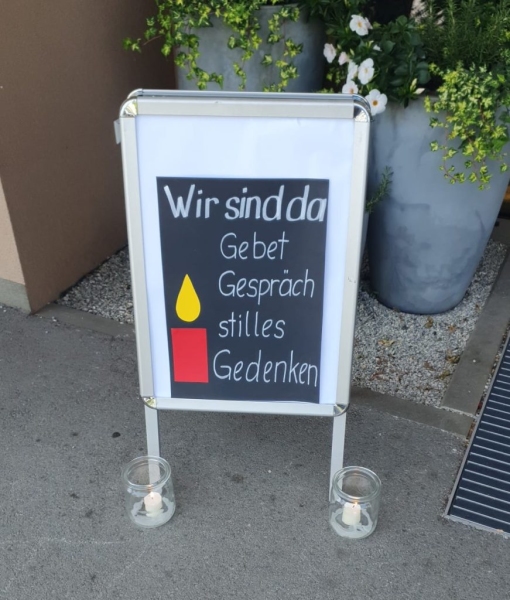 Wir sind da
Gebet
Gespräch
stilles
Gedenken